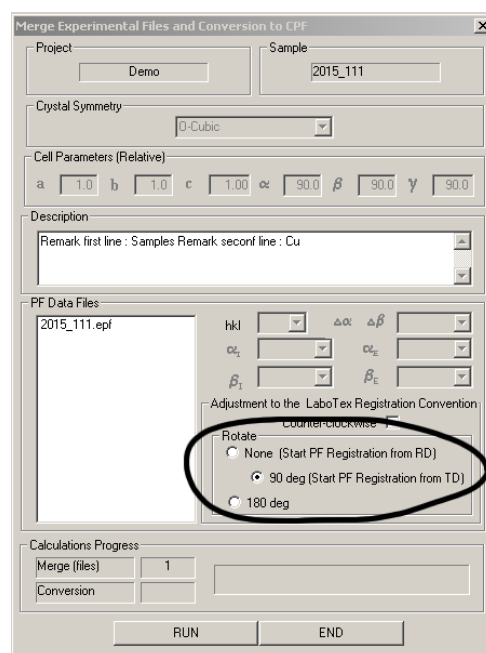 Merge Experimental Files and Conversion to CPF
Project
Sample
Demo
2015_111
Crystal Symmetry
O-Cubic
Cell Parameters (Relative)
a 1.0 b 1.0 c 1.00 α 90.0 β 90.0 γ 90.0
Description
Remark first line : Samples Remark seconf line : Cu
PF Data Files
2015_111.epf
hkl Δα Δβ
αI αE
βI βE
Adjustment to the LaboTex Registration Convention
Counter-clockwise
Rotate
None (Start PF Registration from RD)
90 deg (Start PF Registration from TD)
180 deg
Calculations Progress
Merge (files) 1
Conversion
RUN END